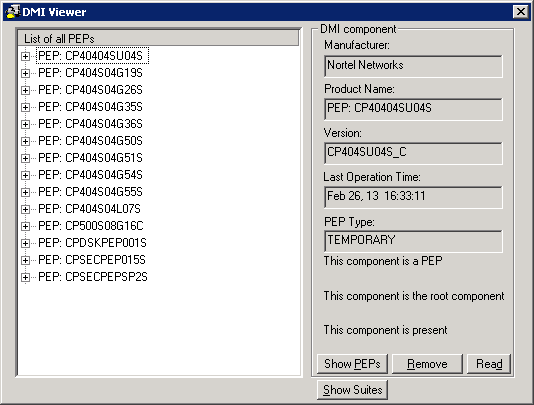 DMI Viewer
List of all PEPs
PEP: CP40404SU04S
PEP: CP404S04G19S
PEP: CP404S04G26S
PEP: CP404S04G35S
PEP: CP404S04G36S
PEP: CP404S04G50S
PEP: CP404S04G51S
PEP: CP404S04G54S
PEP: CP404S04G55S
PEP: CP404S04L07S
PEP: CP500S08G16C
PEP: CPDSKPEP001S
PEP: CPSECPEP015S
PEP: CPSECPEPSP2S
DMI component
Manufacturer:
Nortel Networks
Product Name:
PEP: CP40404SU04S
Version:
CP404SU04S_C
Last Operation Time:
Feb 26, 13 16:33:11
PEP Type:
TEMPORARY
This component is a PEP
This component is the root component
This component is present
Show PEPs Remove Read
Show Suites